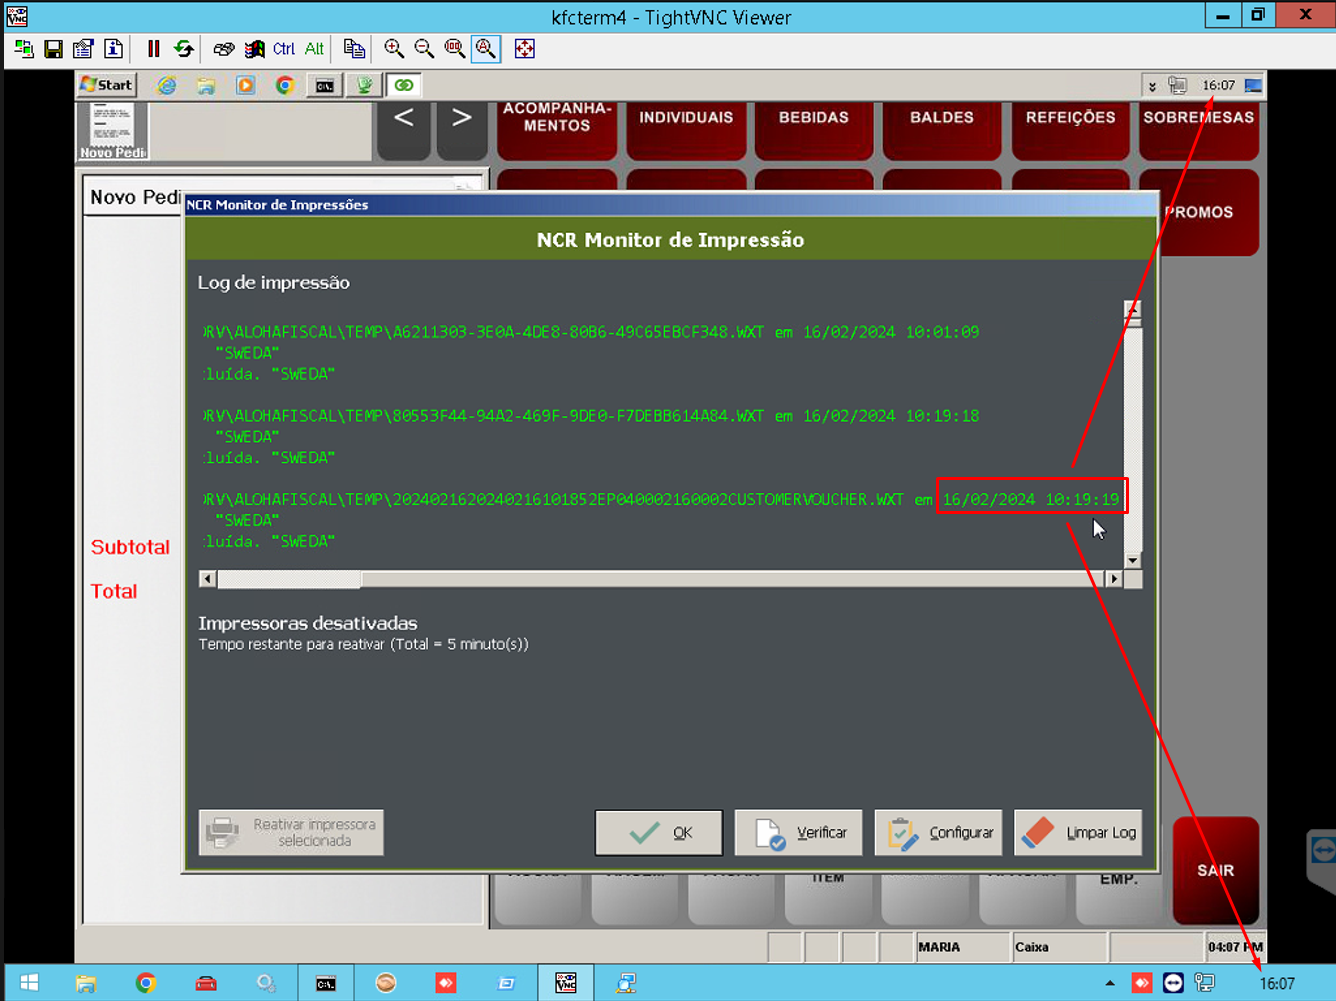 kfcterm4 - TightVNC Viewer
Ctrl Alt
Start
16:07
Novo Pedi
<
>
ACOMPANHA-
MENTOS
INDIVIDUAIS
BEBIDAS
BALDES
REFEIÇÕES
SOBREMESAS
Novo Pedi
PROMOS
NCR Monitor de Impressões
NCR Monitor de Impressão
Log de impressão
RV\ALOHAFISCAL\TEMP\A6211303-3E0A-4DE8-80B6-49C65EBCF348.WXT em 16/02/2024 10:01:09
"SWEDA"
luída. "SWEDA"
RV\ALOHAFISCAL\TEMP\80553F44-94A2-469F-9DE0-F7DEBB614A84.WXT em 16/02/2024 10:19:18
"SWEDA"
luída. "SWEDA"
RV\ALOHAFISCAL\TEMP\2024021620240216101852EP040002160002CUSTOMERVOUCHER.WXT em 16/02/2024 10:19:19
"SWEDA"
luída. "SWEDA"
Subtotal
Total
Impressoras desativadas
Tempo restante para reativar (Total = 5 minuto(s))
Reativar impressora
selecionada
OK
Verificar
Configurar
Limpar Log
ITEM
EMP.
SAIR
MARIA
Caixa
04:07 PM
16:07